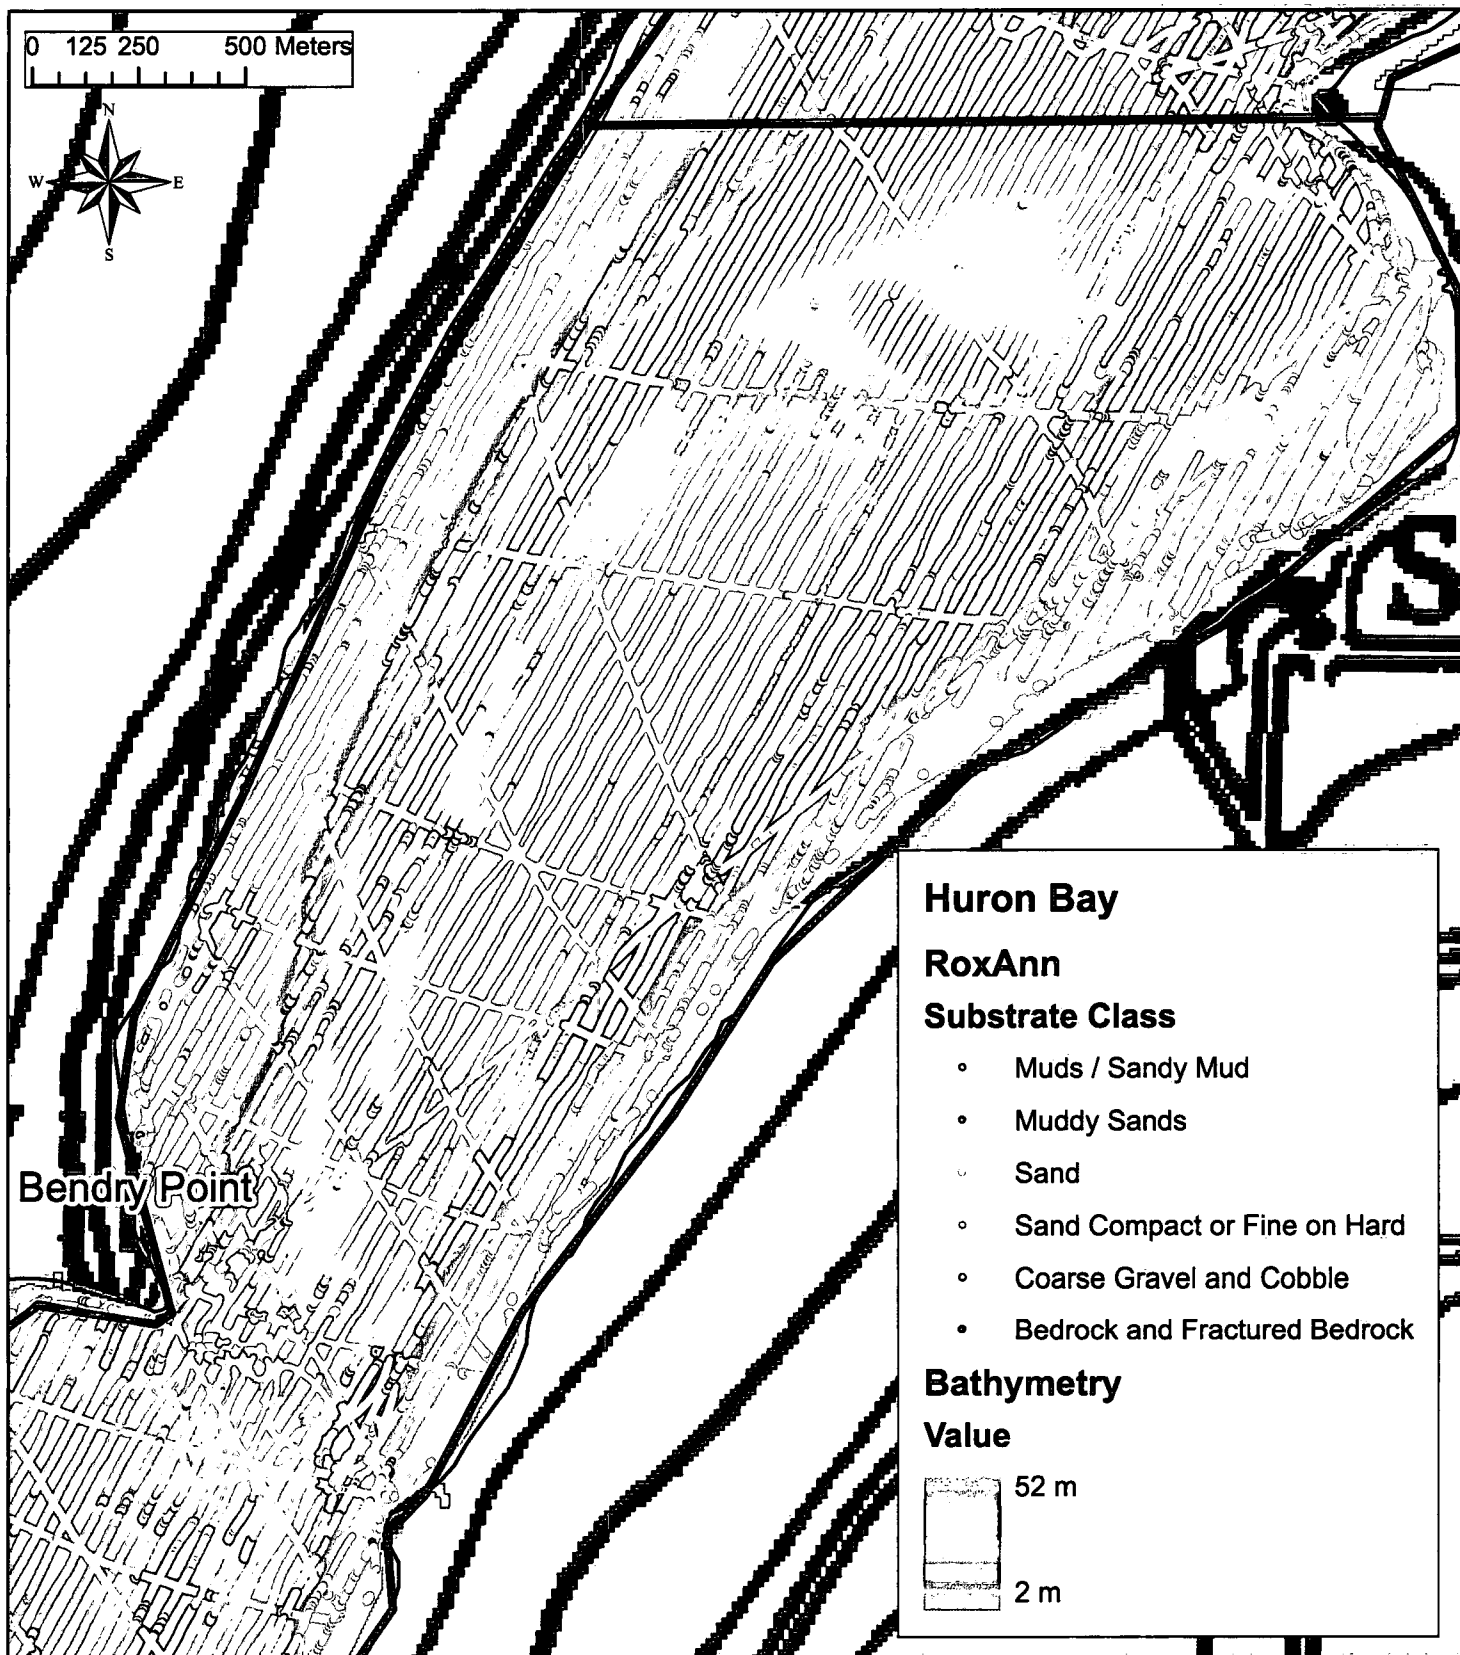 0 125 250 500 Meters
N
W E
S
S
Bendry Point
Huron Bay
RoxAnn
Substrate Class
Muds / Sandy Mud
Muddy Sands
Sand
Sand Compact or Fine on Hard
Coarse Gravel and Cobble
Bedrock and Fractured Bedrock
Bathymetry
Value
52 m
2 m